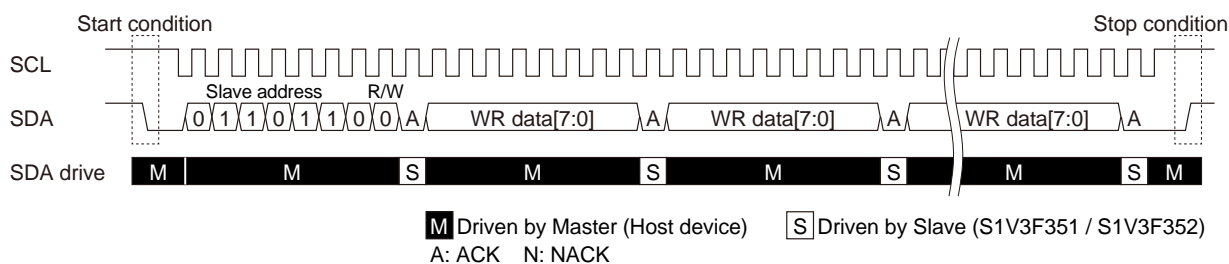 Start condition Stop condition
SCL
Slave address R/W
SDA 0 1 1 0 1 1 0 0 A WR data[7:0] A WR data[7:0] A WR data[7:0] A
SDA drive M M S M S M S M S M
M Driven by Master (Host device) S Driven by Slave (S1V3F351 / S1V3F352)
A: ACK N: NACK